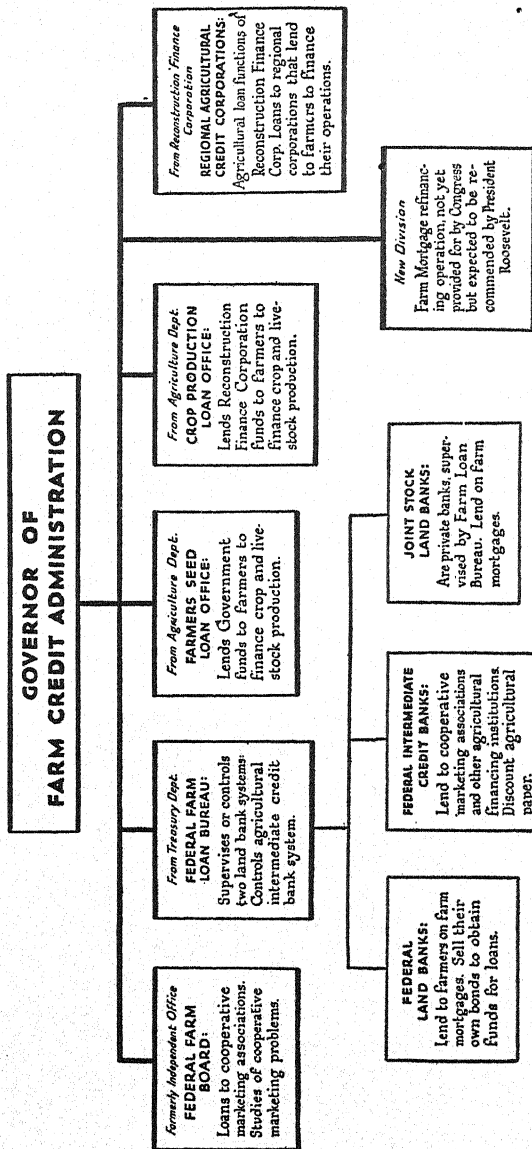 GOVERNOR OF
FARM CREDIT ADMINISTRATION
Formerly Independent Office
FEDERAL FARM
BOARD:
Loans to cooperative
marketing associations.
Studies of cooperative
marketing problems.
From Treasury Dept.
FEDERAL FARM
LOAN BUREAU:
Supervises or controls
two land bank systems:
Controls agricultural
intermediate credit
bank system.
From Agriculture Dept.
FARMERS SEED
LOAN OFFICE:
Lends Government
funds to farmers to
finance crop and live-
stock production.
From Agriculture Dept.
CROP PRODUCTION
LOAN OFFICE:
Lends Reconstruction
Finance Corporation
funds to farmers to
finance crop and live-
stock production.
From Reconstruction Finance
Corporation
REGIONAL AGRICULTURAL
CREDIT CORPORATIONS:
Agricultural loan functions of
Reconstruction Finance
Corp. Loans to regional
corporations that lend
to farmers to finance
their operations.
FEDERAL
LAND BANKS:
Lend to farmers on farm
mortgages. Sell their
own bonds to obtain
funds for loans.
FEDERAL INTERMEDIATE
CREDIT BANKS:
Lend to cooperative
marketing associations
and other agricultural
financing institutions.
Discount agricultural
paper.
JOINT STOCK
LAND BANKS:
Are private banks, super-
vised by Farm Loan
Bureau. Lend on farm
mortgages.
New Division
Farm Mortgage refinanc-
ing operation, not yet
provided for by Congress
but expected to be re-
commended by President
Roosevelt.